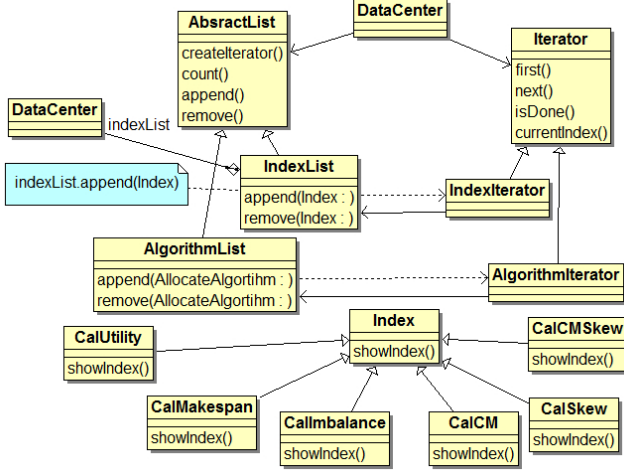 AbsractList
createIterator()
count()
append()
remove()
DataCenter
Iterator
first()
next()
isDone()
currentIndex()
DataCenter
indexList
indexList.append(Index)
IndexList
append(Index : )
remove(Index : )
IndexIterator
AlgorithmList
append(AllocateAlgortihm : )
remove(AllocateAlgortihm : )
AlgorithmIterator
Index
showIndex()
CalUtility
showIndex()
CalCMSkew
showIndex()
CalMakespan
showIndex()
CalImbalance
showIndex()
CalCM
showIndex()
CalSkew
showIndex()